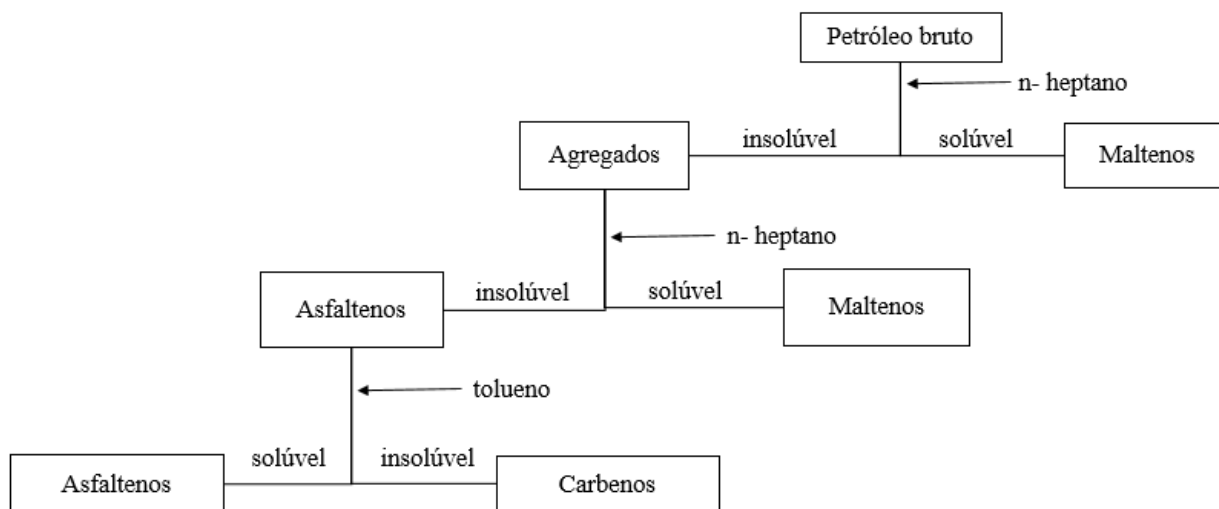 Petróleo bruto
n- heptano
Agregados
insolúvel
solúvel
Maltenos
n- heptano
Asfaltenos
insolúvel
solúvel
Maltenos
tolueno
Asfaltenos
solúvel
insolúvel
Carbenos